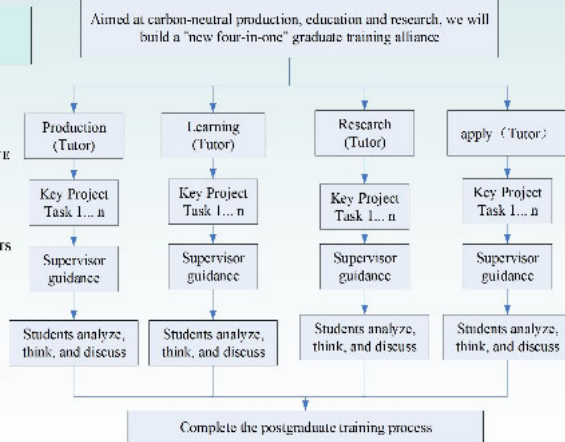 Aimed at carbon-neutral production, education and research, we will
build a "new four-in-one" graduate training alliance
Production
(Tutor)
Learning
(Tutor)
Research
(Tutor)
apply（Tutor）
Key Project
Task 1... n
Key Project
Task 1... n
Key Project
Task 1... n
Key Project
Task 1... n
Supervisor
guidance
Supervisor
guidance
Supervisor
guidance
Supervisor
guidance
Students analyze,
think, and discuss
Students analyze,
think, and discuss
Students analyze,
think, and discuss
Students analyze,
think, and discuss
Complete the postgraduate training process